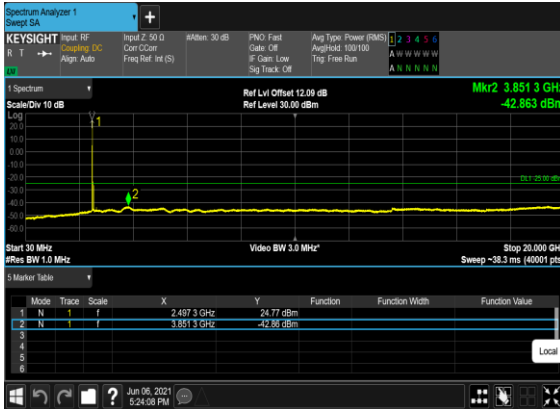 Spectrum Analyzer 1
Swept SA
+
KEYSIGHT Input: RF Input Z: 50 Ω #Atten: 30 dB PNO: Fast Avg Type: Power (RMS) 1 2 3 4 5 6
R T Coupling: DC Corr CCorr Gate: Off Avg|Hold: 100/100 A W W W W W
Align: Auto Freq Ref: Int (S) IF Gain: Low Trig: Free Run
Sig Track: Off A N N N N N
1 Spectrum Ref Lvl Offset 12.09 dB Mkr2 3.851 3 GHz
Scale/Div 10 dB Ref Level 30.00 dBm -42.863 dBm
Log
20.0
10.0
0.00
-10.0
-20.0
DL1 25.00 dBm
-30.0
-40.0
-50.0
-60.0
1
2
Start 30 MHz Video BW 3.0 MHz* Stop 20.000 GH
#Res BW 1.0 MHz Sweep ~38.3 ms (40001 pts
5 Marker Table
Mode Trace Scale X Y Function Function Width Function Value
1 N 1 f 2.497 3 GHz 24.77 dBm
2 N 1 f 3.851 3 GHz -42.86 dBm
3
4
5
6
Local
? Jun 06, 2021
5:24:08 PM